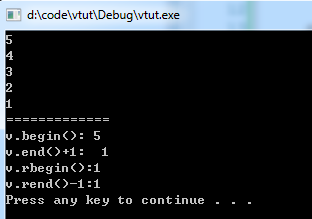 d:\code\vtut\Debug\vtut.exe
5
4
3
2
1
=============
v.begin(): 5
v.end()+1:  1
v.rbegin():1
v.rend()-1:1
Press any key to continue . . .